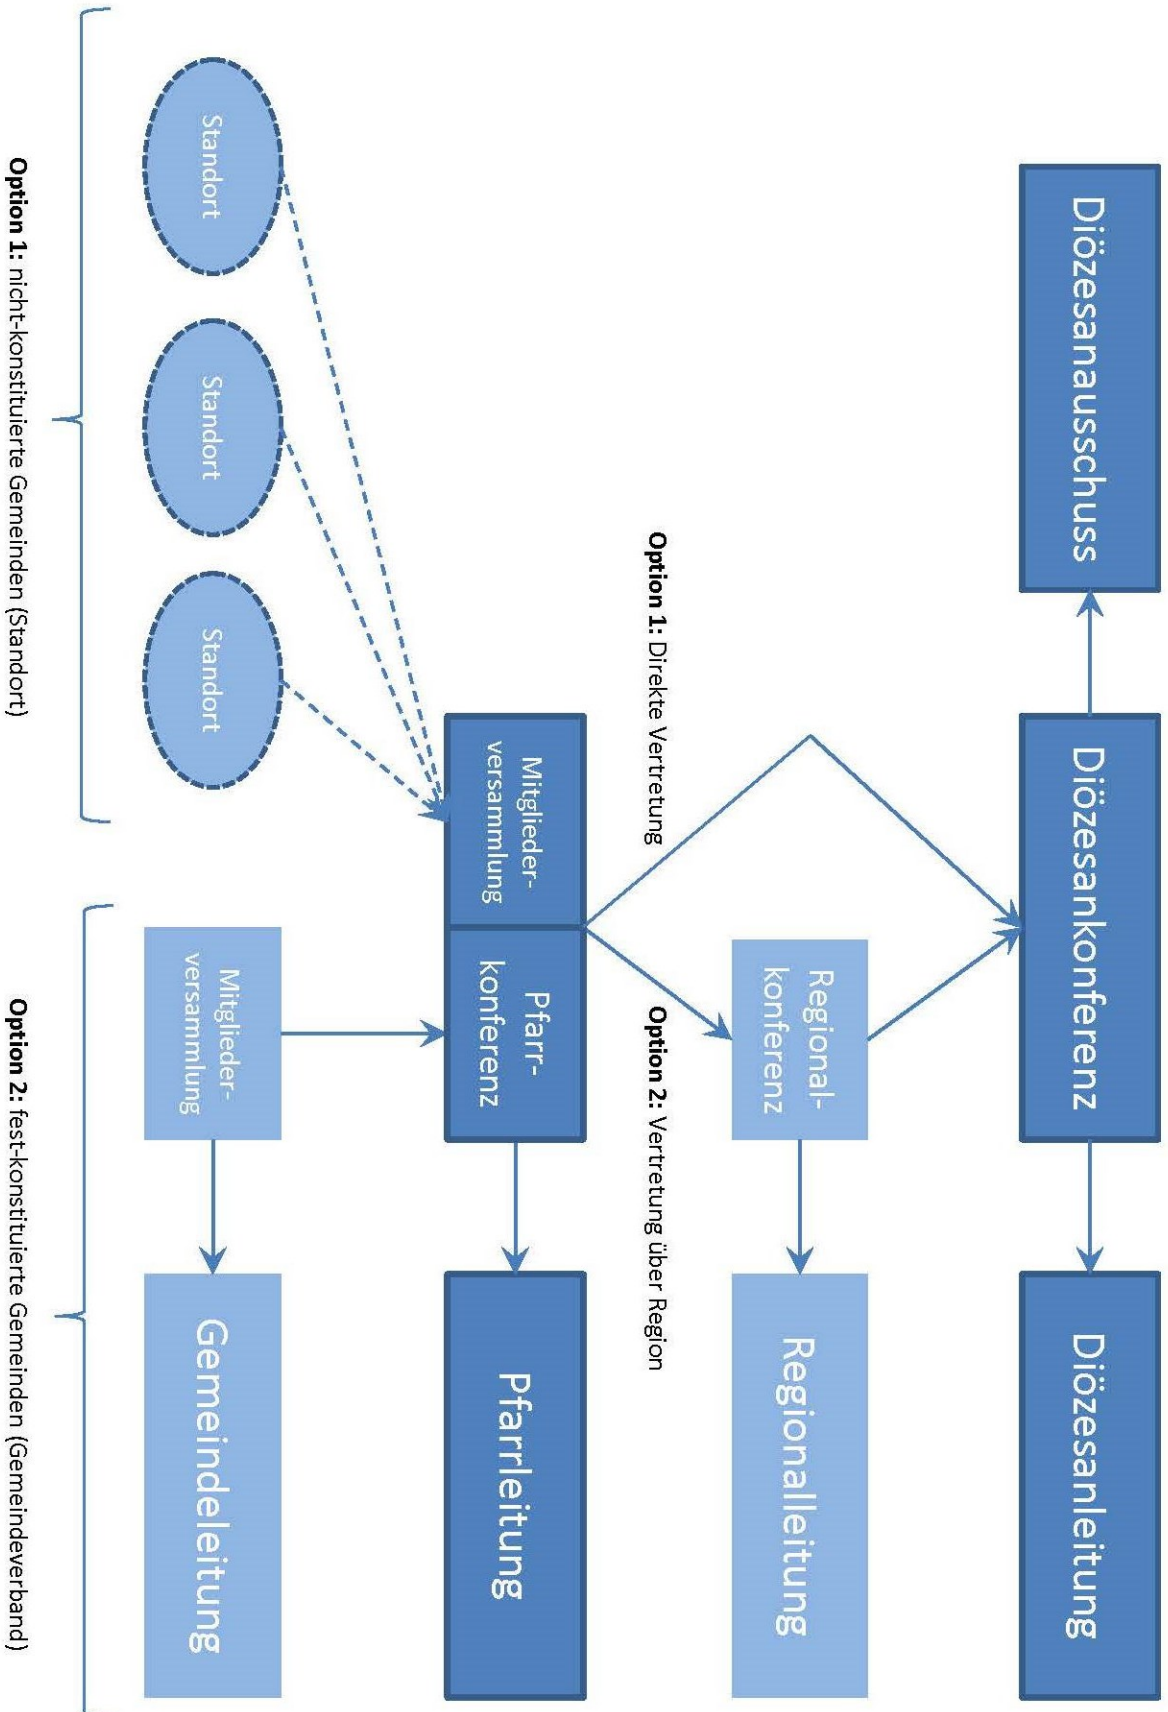 Diözesanausschuss
Diözesankonferenz
Diözesanleitung
Regional-
konferenz
Regionalleitung
Option 1: Direkte Vertretung
Option 2: Vertretung über Region
Mitglieder-
versammlung
Pfarr-
konferenz
Pfarrleitung
Standort
Standort
Standort
Mitglieder-
versammlung
Gemeindeleitung
Option 1: nicht-konstituierte Gemeinden (Standort)
Option 2: fest-konstituierte Gemeinden (Gemeindeverband)